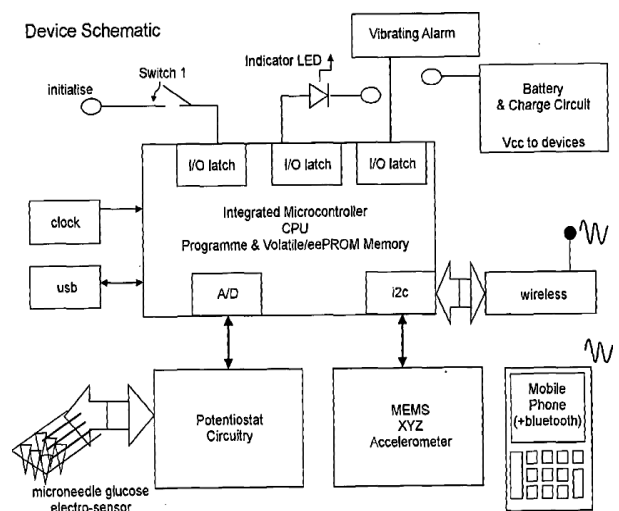 Device Schematic
Vibrating Alarm
Indicator LED
Switch 1
initialise
Battery
& Charge Circuit
Vcc to devices
I/O latch
I/O latch
I/O latch
Integrated Microcontroller
CPU
Programme & Volatile/eePROM Memory
clock
usb
A/D
i2c
wireless
Potentiostat
Circuitry
MEMS
XYZ
Accelerometer
Mobile
Phone
(+bluetooth)
microneedle glucose
electro-sensor